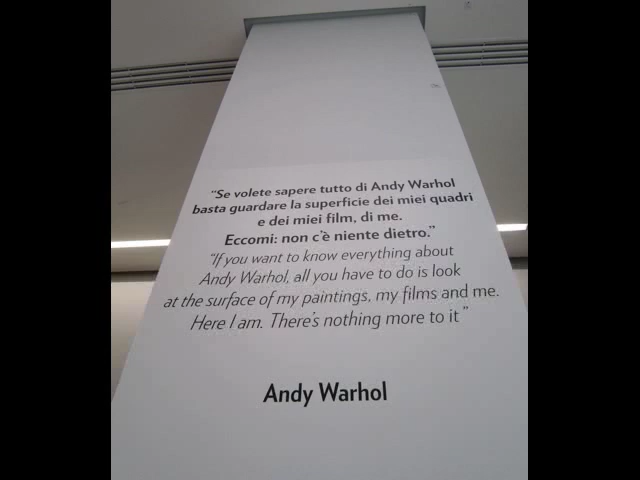 "Se volete sapere tutto di Andy Warhol
basta guardare la superficie dei miei quadri
e dei miei film, di me.
Eccomi: non c'è niente dietro."
"If you want to know everything about
Andy Warhol, all you have to do is look
at the surface of my paintings, my films and me.
Here I am. There's nothing more to it"
Andy Warhol